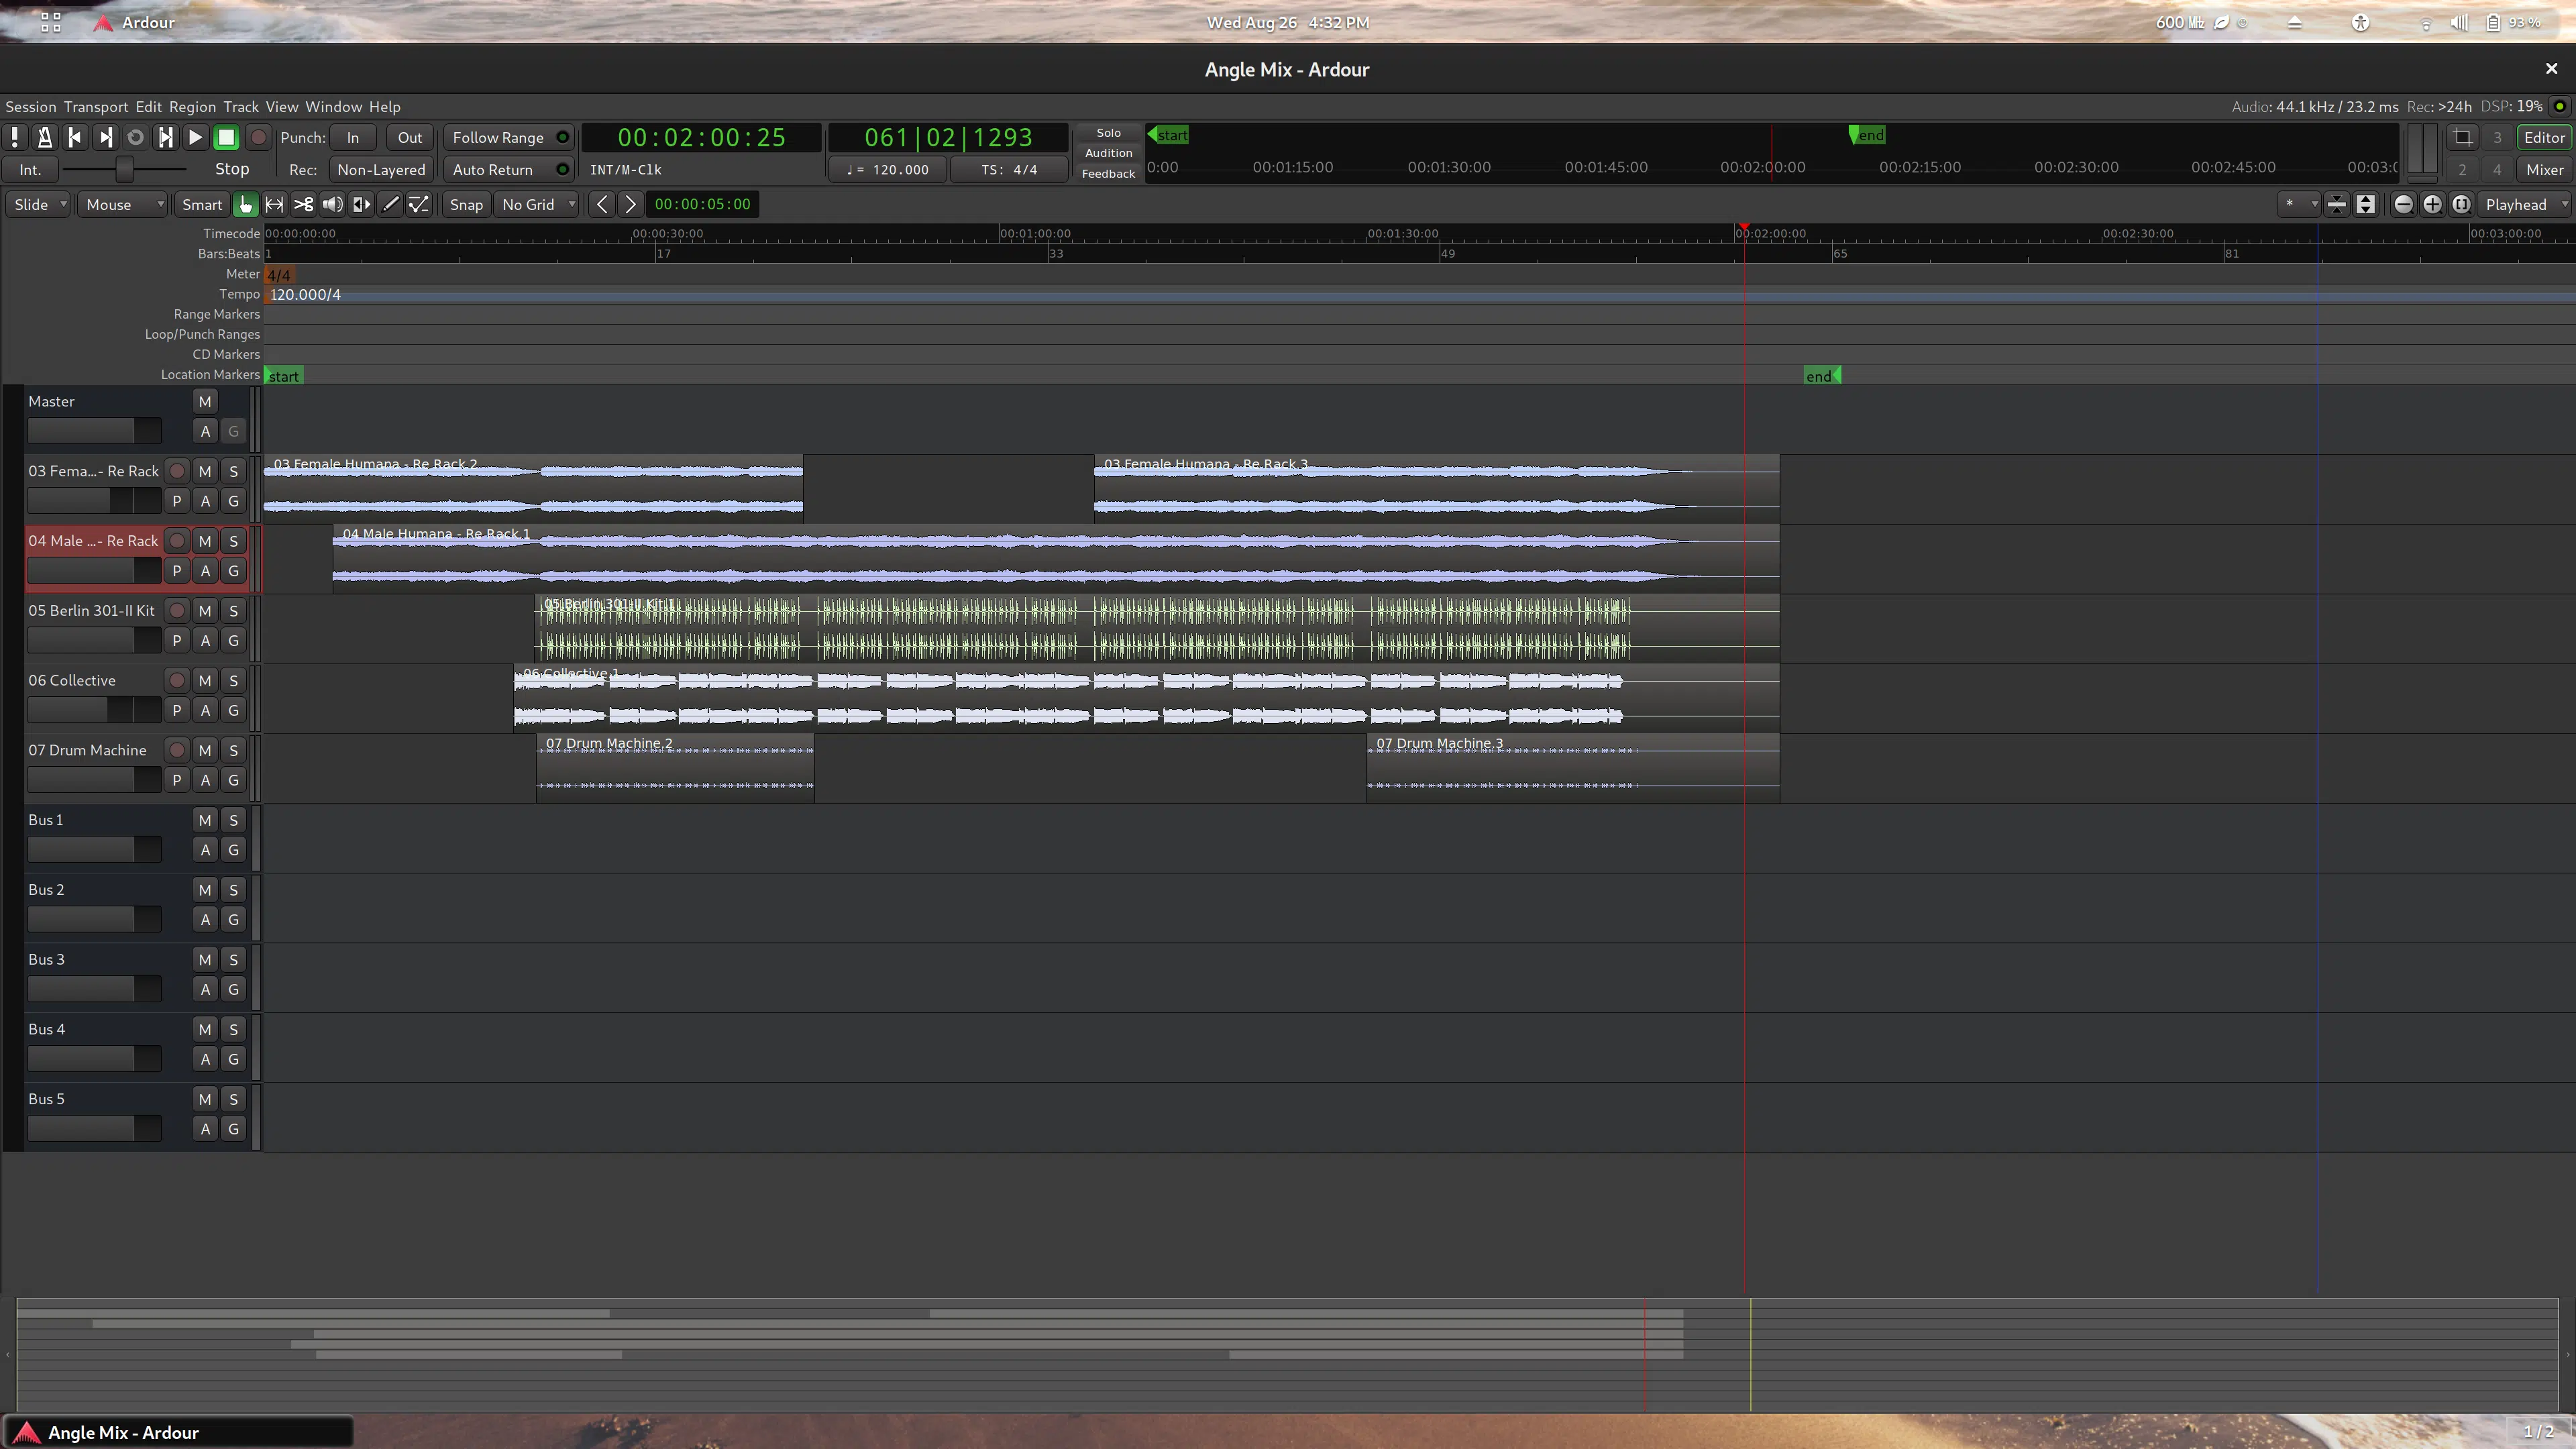 Ardour Wed Aug 26 4:32 PM 600 MHz 93 %
Angle Mix - Ardour
Session Transport Edit Region Track View Window Help Audio: 44.1 kHz / 23.2 ms Rec: >24h DSP: 19%
Punch: In Out Follow Range 00:02:00:25 061|02|1293 Solo start end 3 Editor
Audition
Int. Stop Rec: Non-Layered Auto Return INT/M-Clk ♩ = 120.000 TS: 4/4 Feedback 0:00 00:01:15:00 00:01:30:00 00:01:45:00 00:02:00:00 00:02:15:00 00:02:30:00 00:02:45:00 00:03:0 2 4 Mixer
Slide Mouse Smart Snap No Grid 00:00:05:00 * Playhead
Timecode 00:00:00:00 00:00:30:00 00:01:00:00 00:01:30:00 00:02:00:00 00:02:30:00 00:03:00:00
Bars:Beats 1 17 33 49 65 81
Meter 4/4
Tempo 120.000/4
Range Markers
Loop/Punch Ranges
CD Markers
Location Markers start end
Master M
A G
03 Fema...- Re Rack M S 03 Female Humana - Re Rack.2 03 Female Humana - Re Rack.3
P A G
04 Male ...- Re Rack M S 04 Male Humana - Re Rack.1
P A G
05 Berlin 301-II Kit M S 05 Berlin 301-II Kit.1
P A G
06 Collective M S 06 Collective.1
P A G
07 Drum Machine M S 07 Drum Machine.2 07 Drum Machine.3
P A G
Bus 1 M S
A G
Bus 2 M S
A G
Bus 3 M S
A G
Bus 4 M S
A G
Bus 5 M S
A G
Angle Mix - Ardour 1 / 2